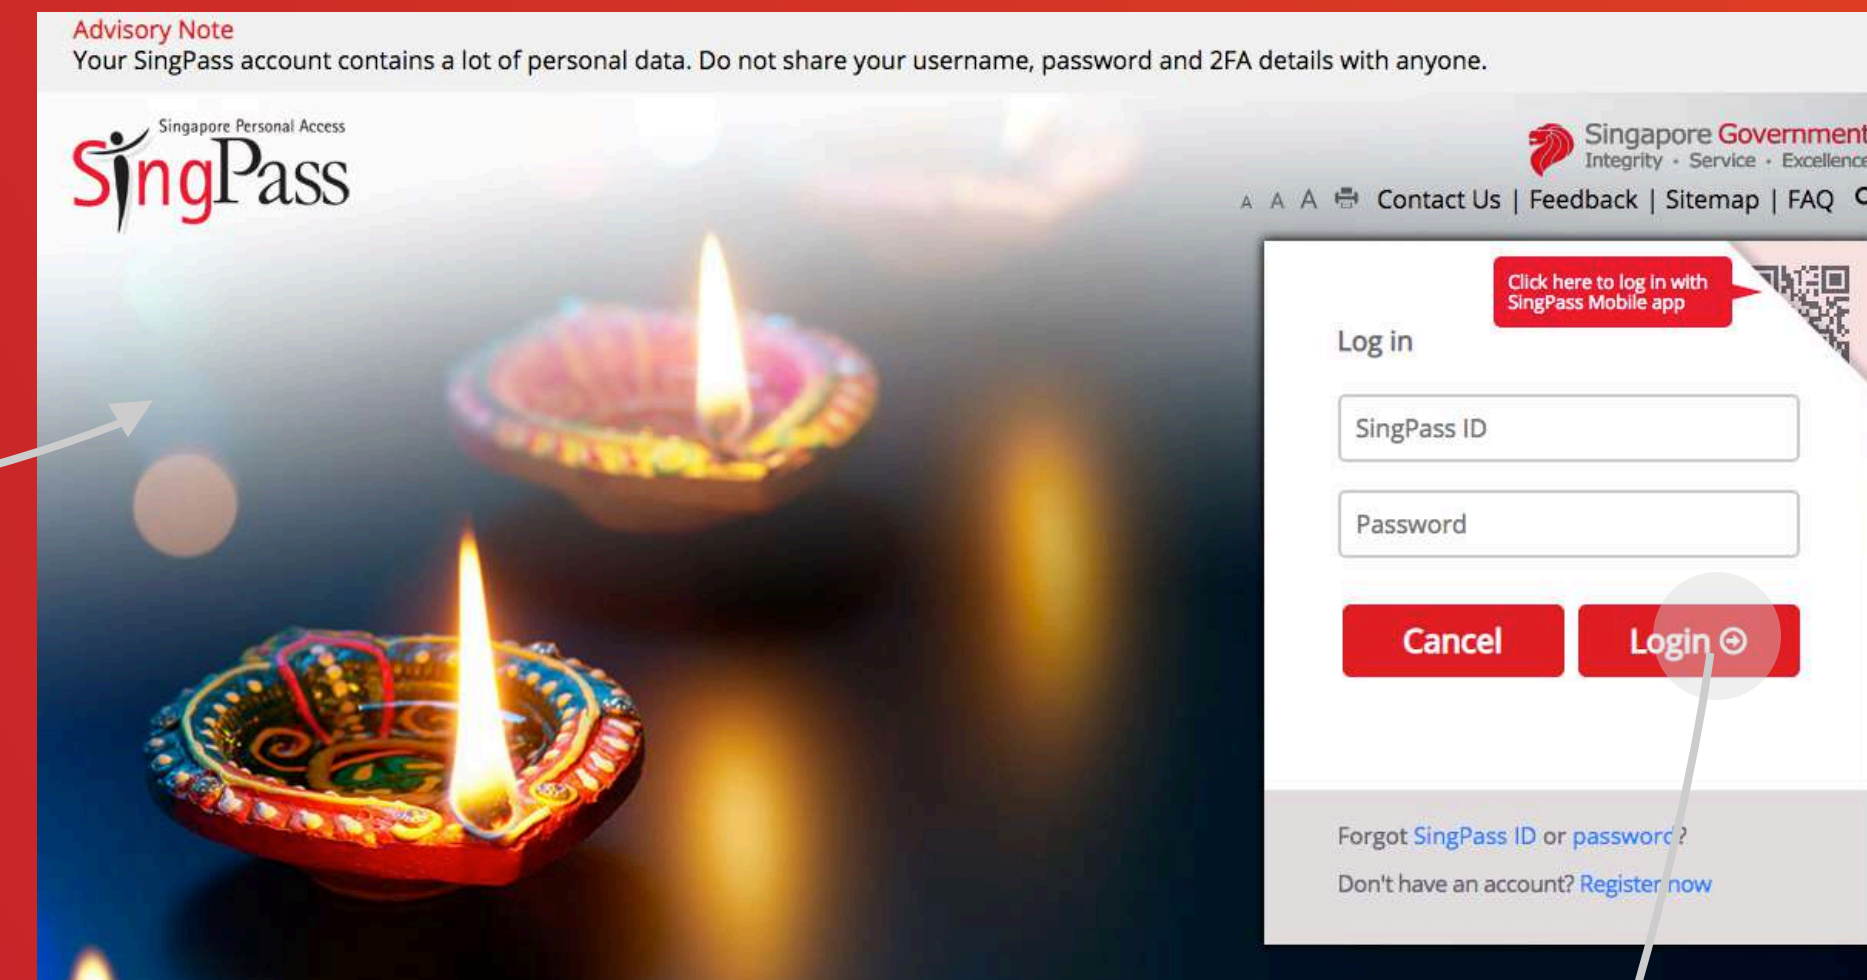 Advisory Note
Your SingPass account contains a lot of personal data. Do not share your username, password and 2FA details with anyone.
Singapore Personal Access
SingPass
Singapore Government
Integrity · Service · Excellence
A A A Contact Us | Feedback | Sitemap | FAQ
Click here to log in with
SingPass Mobile app
Log in
SingPass ID
Password
Cancel
Login
Forgot SingPass ID or password?
Don't have an account? Register now